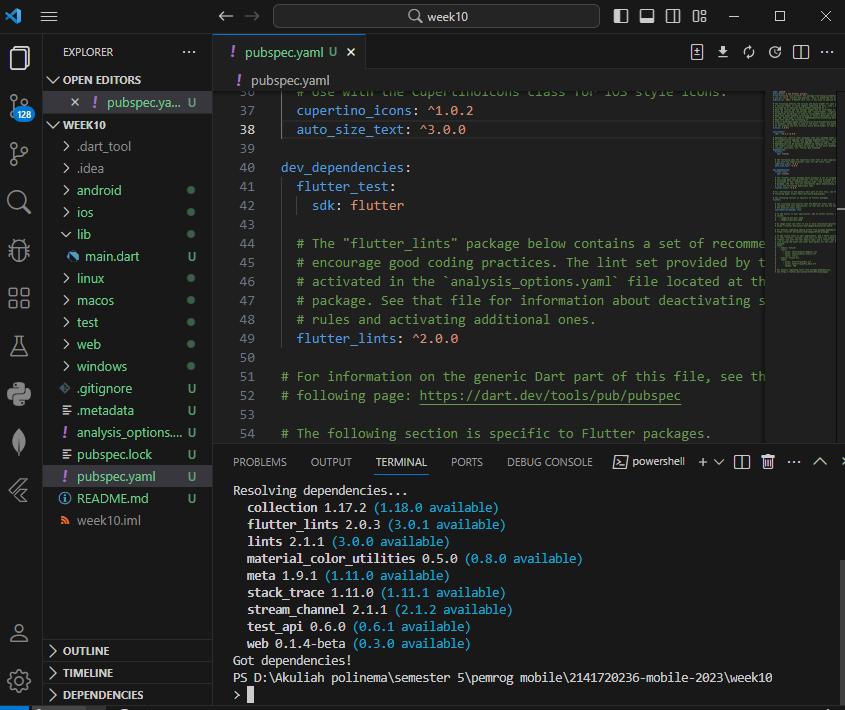 week10
EXPLORER
OPEN EDITORS
pubspec.ya... U
WEEK10
.dart_tool
.idea
android
ios
lib
main.dart U
linux
macos
test
web
windows
.gitignore U
.metadata U
analysis_options.... U
pubspec.lock U
pubspec.yaml U
README.md U
week10.iml
OUTLINE
TIMELINE
DEPENDENCIES
128
pubspec.yaml U
pubspec.yaml
36 # Use with the CupertinoIcons class for iOS style icons.
37 cupertino_icons: ^1.0.2
38 auto_size_text: ^3.0.0
39
40 dev_dependencies:
41 flutter_test:
42 sdk: flutter
43
44 # The "flutter_lints" package below contains a set of recomme
45 # encourage good coding practices. The lint set provided by t
46 # activated in the `analysis_options.yaml` file located at th
47 # package. See that file for information about deactivating s
48 # rules and activating additional ones.
49 flutter_lints: ^2.0.0
50
51 # For information on the generic Dart part of this file, see th
52 # following page: https://dart.dev/tools/pub/pubspec
53
54 # The following section is specific to Flutter packages.
PROBLEMS OUTPUT TERMINAL PORTS DEBUG CONSOLE powershell
Resolving dependencies...
collection 1.17.2 (1.18.0 available)
flutter_lints 2.0.3 (3.0.1 available)
lints 2.1.1 (3.0.0 available)
material_color_utilities 0.5.0 (0.8.0 available)
meta 1.9.1 (1.11.0 available)
stack_trace 1.11.0 (1.11.1 available)
stream_channel 2.1.1 (2.1.2 available)
test_api 0.6.0 (0.6.1 available)
web 0.1.4-beta (0.3.0 available)
Got dependencies!
PS D:\Akuliah polinema\semester 5\pemrog mobile\2141720236-mobile-2023\week10
>